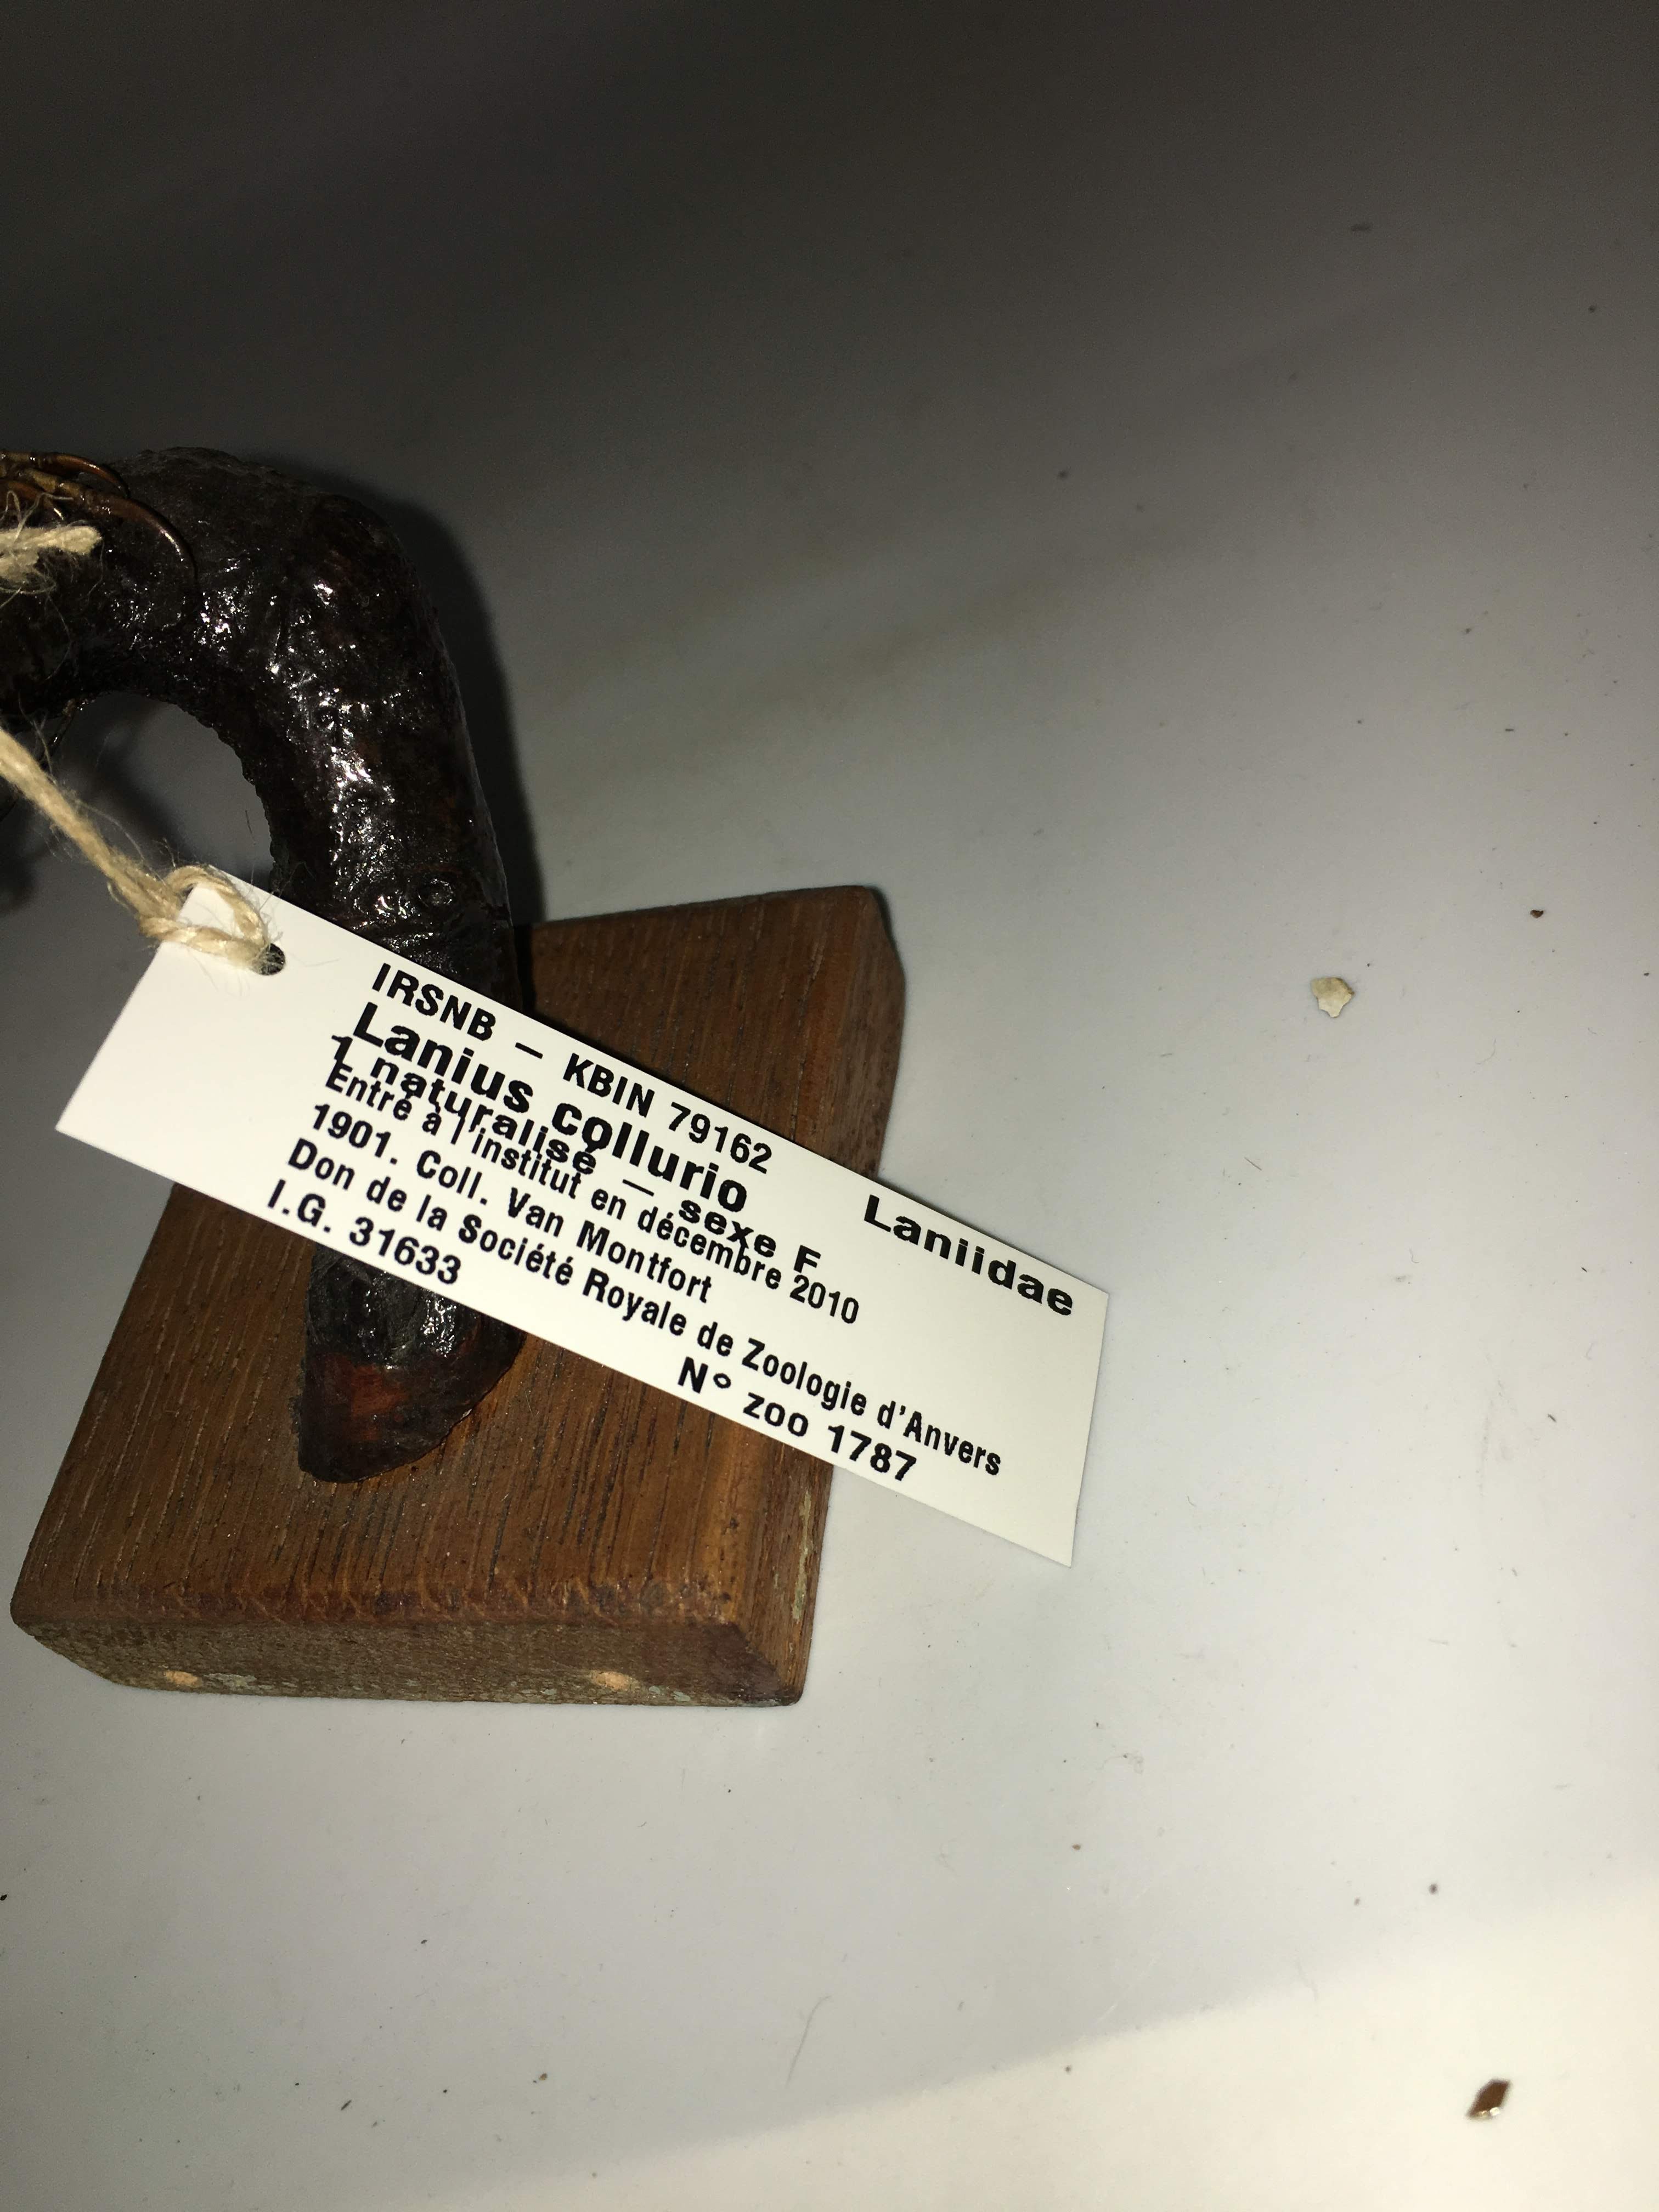 IRSNB – KBIN 79162
Lanius collurio Laniidae
1 naturalisé – sexe F
Entré à l'institut en décembre 2010
1901. Coll. Van Montfort
Don de la Société Royale de Zoologie d'Anvers
I.G. 31633 N° zoo 1787